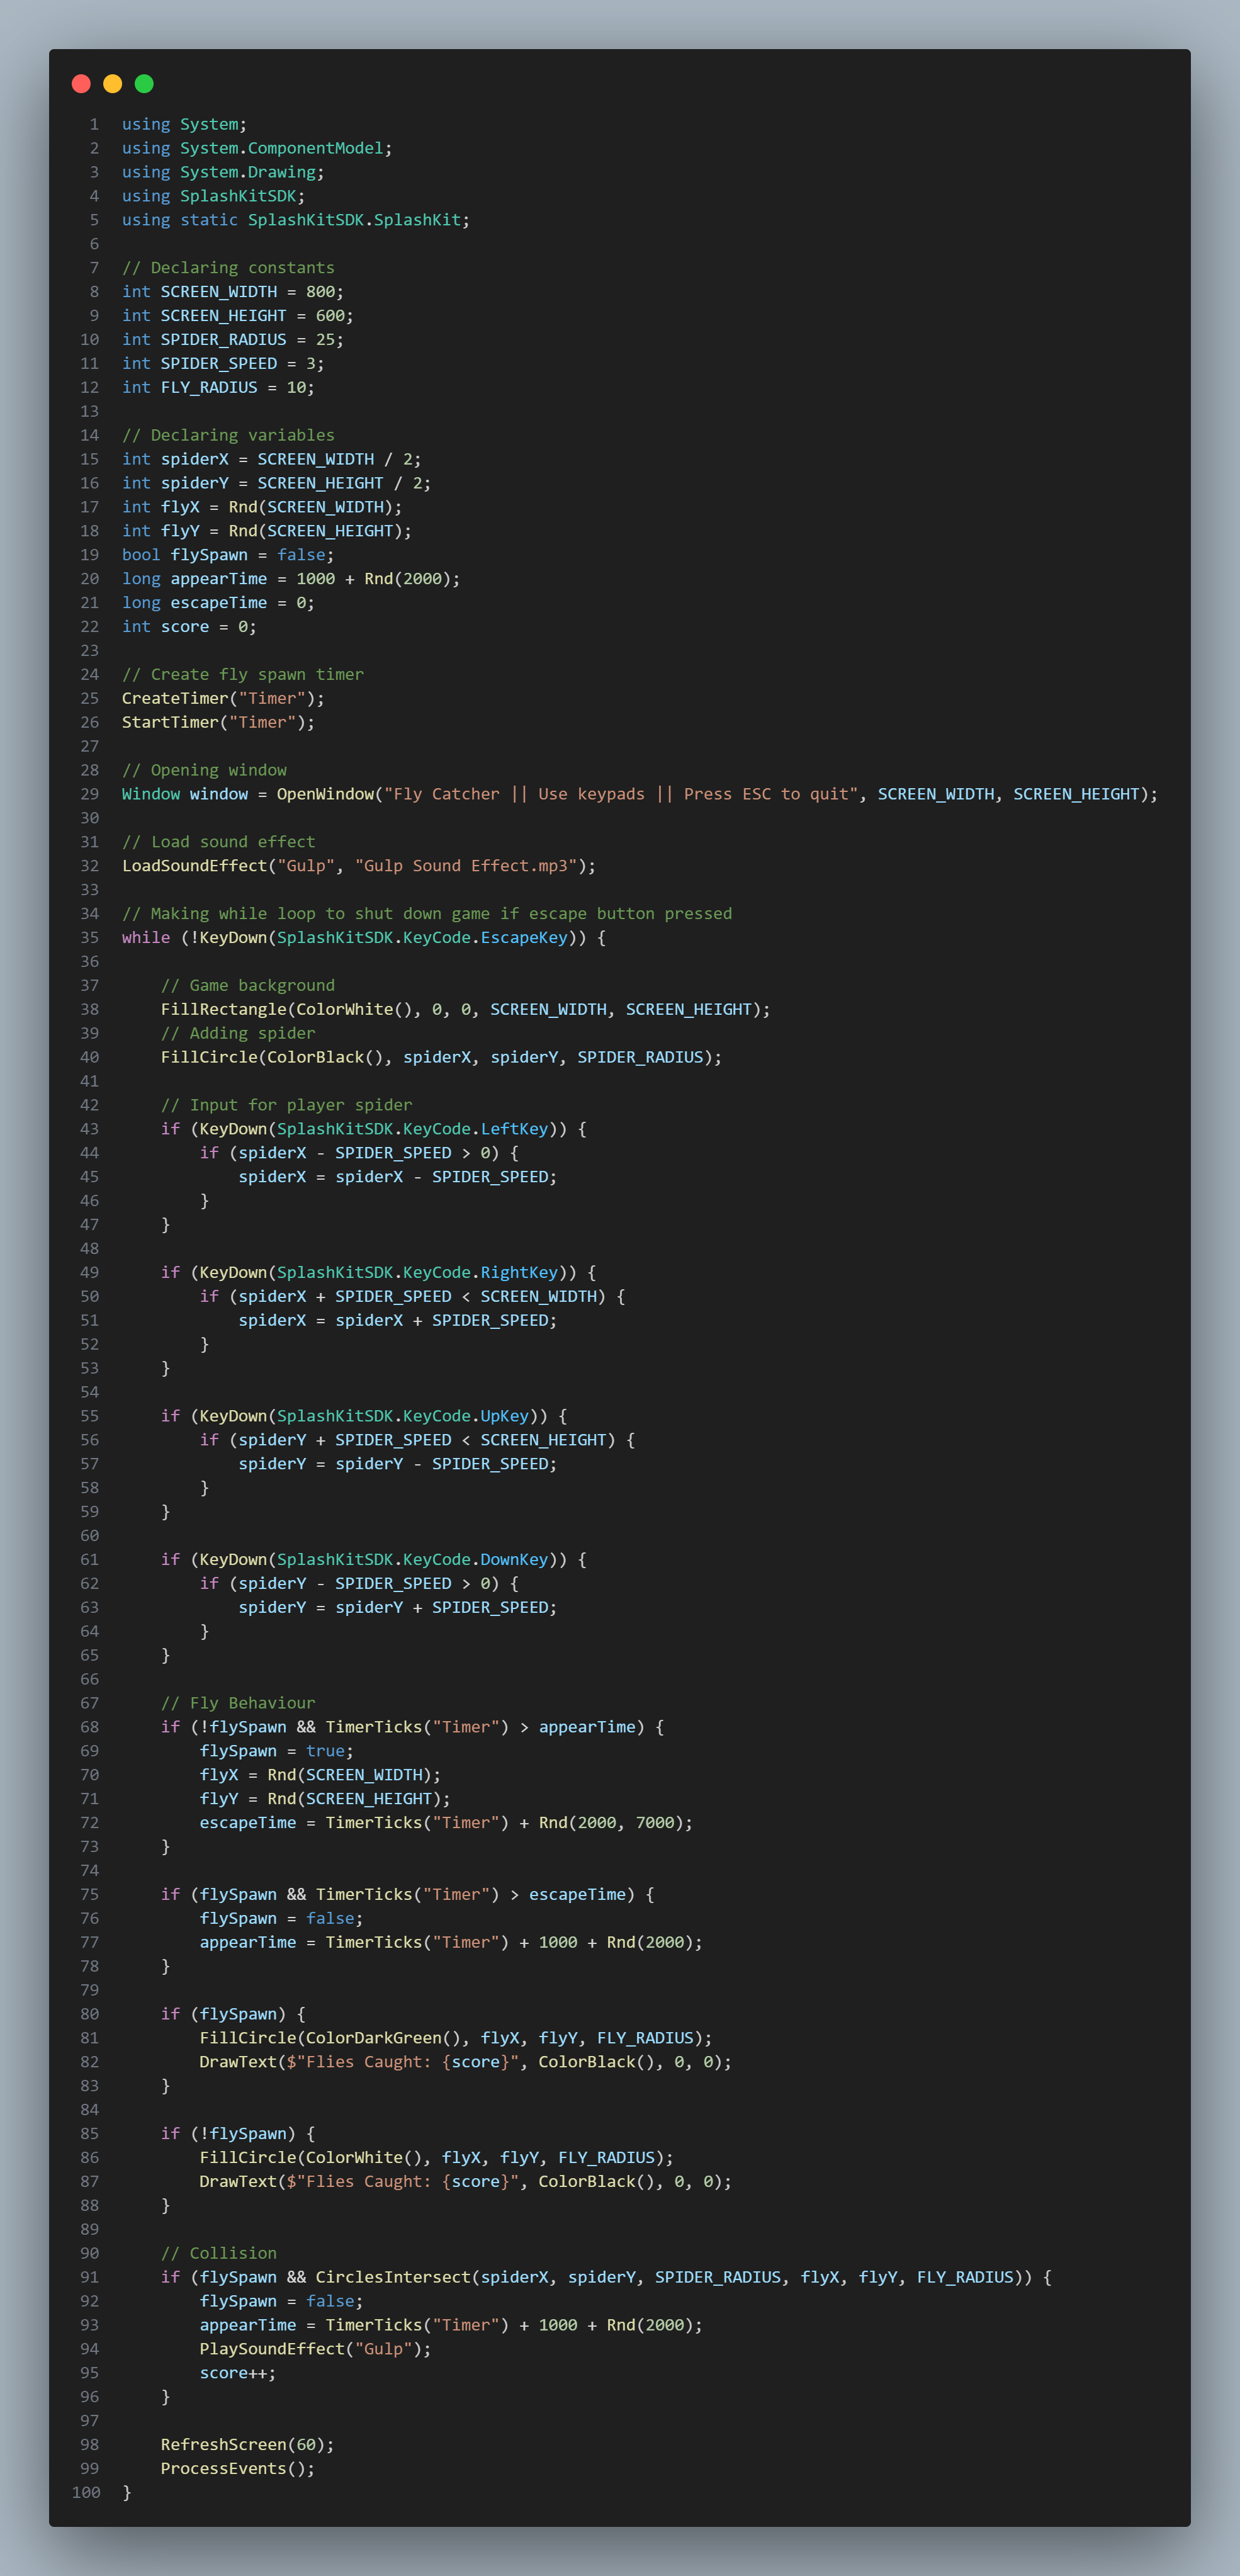 1 using System;
2 using System.ComponentModel;
3 using System.Drawing;
4 using SplashKitSDK;
5 using static SplashKitSDK.SplashKit;
6
7 // Declaring constants
8 int SCREEN_WIDTH = 800;
9 int SCREEN_HEIGHT = 600;
10 int SPIDER_RADIUS = 25;
11 int SPIDER_SPEED = 3;
12 int FLY_RADIUS = 10;
13
14 // Declaring variables
15 int spiderX = SCREEN_WIDTH / 2;
16 int spiderY = SCREEN_HEIGHT / 2;
17 int flyX = Rnd(SCREEN_WIDTH);
18 int flyY = Rnd(SCREEN_HEIGHT);
19 bool flySpawn = false;
20 long appearTime = 1000 + Rnd(2000);
21 long escapeTime = 0;
22 int score = 0;
23
24 // Create fly spawn timer
25 CreateTimer("Timer");
26 StartTimer("Timer");
27
28 // Opening window
29 Window window = OpenWindow("Fly Catcher || Use keypads || Press ESC to quit", SCREEN_WIDTH, SCREEN_HEIGHT);
30
31 // Load sound effect
32 LoadSoundEffect("Gulp", "Gulp Sound Effect.mp3");
33
34 // Making while loop to shut down game if escape button pressed
35 while (!KeyDown(SplashKitSDK.KeyCode.EscapeKey)) {
36
37     // Game background
38     FillRectangle(ColorWhite(), 0, 0, SCREEN_WIDTH, SCREEN_HEIGHT);
39     // Adding spider
40     FillCircle(ColorBlack(), spiderX, spiderY, SPIDER_RADIUS);
41
42     // Input for player spider
43     if (KeyDown(SplashKitSDK.KeyCode.LeftKey)) {
44         if (spiderX - SPIDER_SPEED > 0) {
45             spiderX = spiderX - SPIDER_SPEED;
46         }
47     }
48
49     if (KeyDown(SplashKitSDK.KeyCode.RightKey)) {
50         if (spiderX + SPIDER_SPEED < SCREEN_WIDTH) {
51             spiderX = spiderX + SPIDER_SPEED;
52         }
53     }
54
55     if (KeyDown(SplashKitSDK.KeyCode.UpKey)) {
56         if (spiderY + SPIDER_SPEED < SCREEN_HEIGHT) {
57             spiderY = spiderY - SPIDER_SPEED;
58         }
59     }
60
61     if (KeyDown(SplashKitSDK.KeyCode.DownKey)) {
62         if (spiderY - SPIDER_SPEED > 0) {
63             spiderY = spiderY + SPIDER_SPEED;
64         }
65     }
66
67     // Fly Behaviour
68     if (!flySpawn && TimerTicks("Timer") > appearTime) {
69         flySpawn = true;
70         flyX = Rnd(SCREEN_WIDTH);
71         flyY = Rnd(SCREEN_HEIGHT);
72         escapeTime = TimerTicks("Timer") + Rnd(2000, 7000);
73     }
74
75     if (flySpawn && TimerTicks("Timer") > escapeTime) {
76         flySpawn = false;
77         appearTime = TimerTicks("Timer") + 1000 + Rnd(2000);
78     }
79
80     if (flySpawn) {
81         FillCircle(ColorDarkGreen(), flyX, flyY, FLY_RADIUS);
82         DrawText($"Flies Caught: {score}", ColorBlack(), 0, 0);
83     }
84
85     if (!flySpawn) {
86         FillCircle(ColorWhite(), flyX, flyY, FLY_RADIUS);
87         DrawText($"Flies Caught: {score}", ColorBlack(), 0, 0);
88     }
89
90     // Collision
91     if (flySpawn && CirclesIntersect(spiderX, spiderY, SPIDER_RADIUS, flyX, flyY, FLY_RADIUS)) {
92         flySpawn = false;
93         appearTime = TimerTicks("Timer") + 1000 + Rnd(2000);
94         PlaySoundEffect("Gulp");
95         score++;
96     }
97
98     RefreshScreen(60);
99     ProcessEvents();
100 }